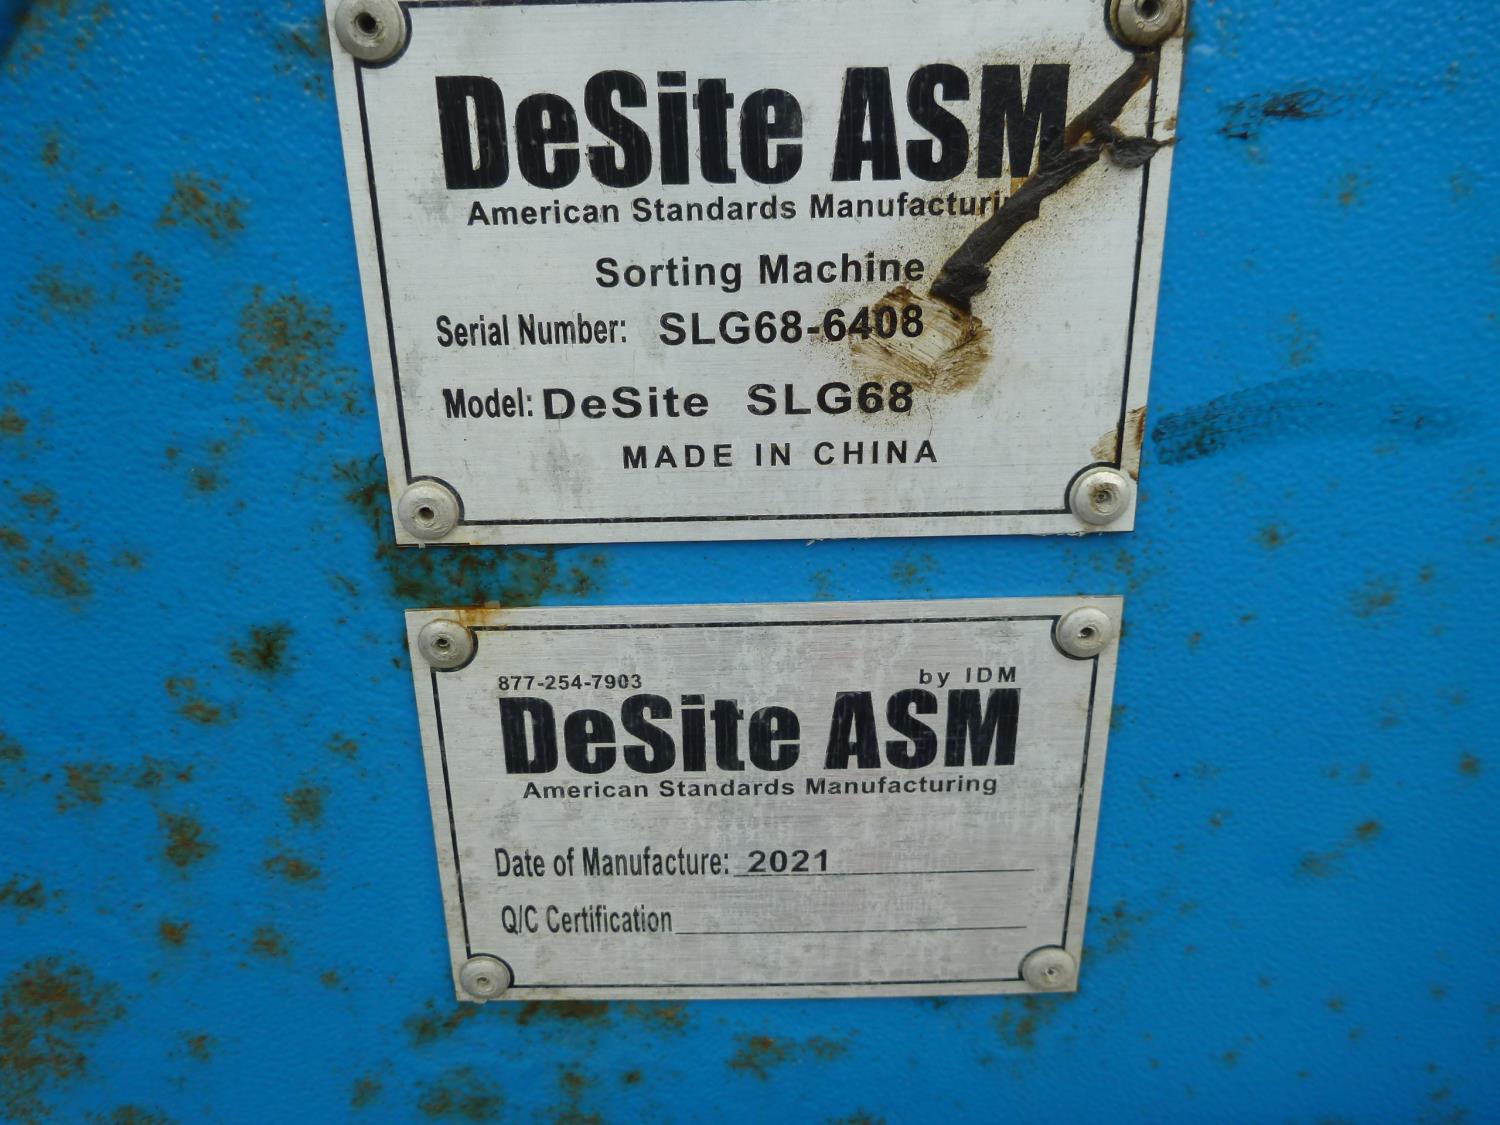 DeSite ASM
American Standards Manufacturing
Sorting Machine
Serial Number: SLG68-6408
Model: DeSite SLG68
MADE IN CHINA
877-254-7903 by IDM
DeSite ASM
American Standards Manufacturing
Date of Manufacture: 2021
Q/C Certification